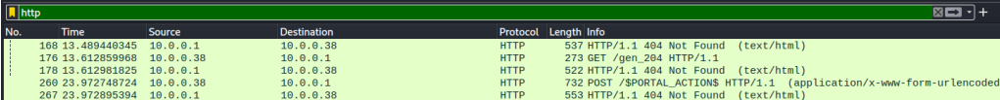 http
No. Time Source Destination Protocol Length Info
168 13.489440345 10.0.0.1 10.0.0.38 HTTP 537 HTTP/1.1 404 Not Found (text/html)
176 13.612859968 10.0.0.38 10.0.0.1 HTTP 273 GET /gen_204 HTTP/1.1
178 13.612981825 10.0.0.1 10.0.0.38 HTTP 522 HTTP/1.1 404 Not Found (text/html)
260 23.972748724 10.0.0.38 10.0.0.1 HTTP 732 POST /$PORTAL_ACTION$ HTTP/1.1 (application/x-www-form-urlencoded
267 23.972895394 10.0.0.1 10.0.0.38 HTTP 553 HTTP/1.1 404 Not Found (text/html)